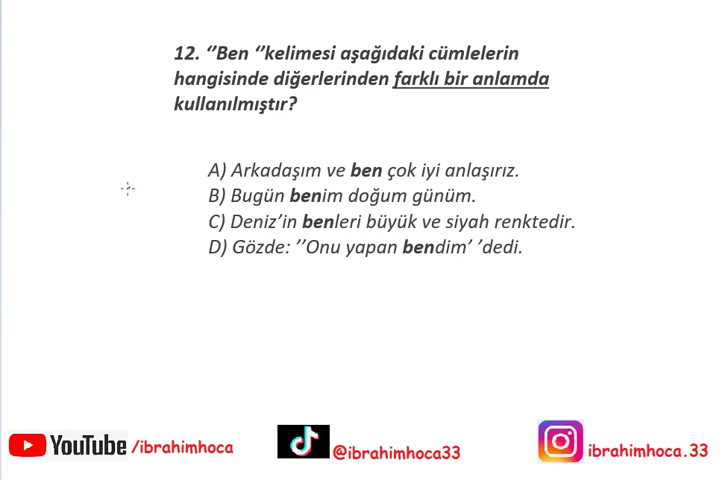 12. ‘’Ben ‘’kelimesi aşağıdaki cümlelerin
hangisinde diğerlerinden farklı bir anlamda
kullanılmıştır?
A) Arkadaşım ve ben çok iyi anlaşırız.
B) Bugün benim doğum günüm.
C) Deniz’in benleri büyük ve siyah renktedir.
D) Gözde: ’’Onu yapan bendim’ ’dedi.
YouTube /ibrahimhoca
@ibrahimhoca33
ibrahimhoca.33